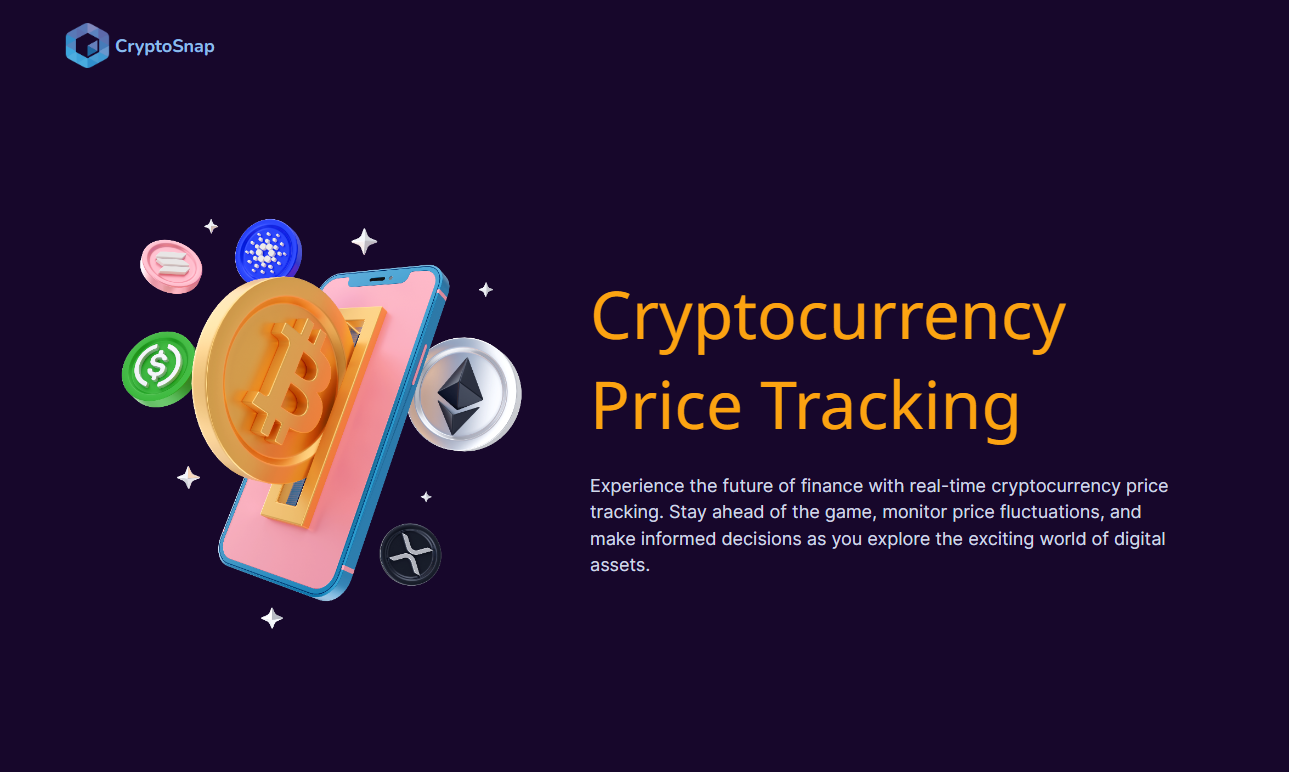 CryptoSnap
Cryptocurrency
Price Tracking
Experience the future of finance with real-time cryptocurrency price
tracking. Stay ahead of the game, monitor price fluctuations, and
make informed decisions as you explore the exciting world of digital
assets.